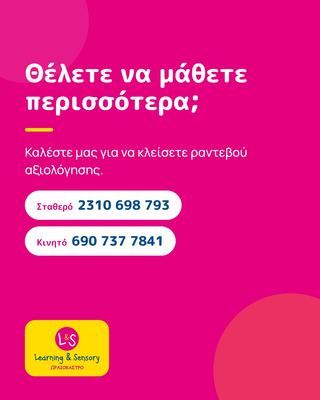 Θέλετε να μάθετε
περισσότερα;
Καλέστε μας για να κλείσετε ραντεβού
αξιολόγησης.
Σταθερό 2310 698 793
Κινητό 690 737 7841
L&S
Learning & Sensory
ΩΡΑΙΟΚΑΣΤΡΟ